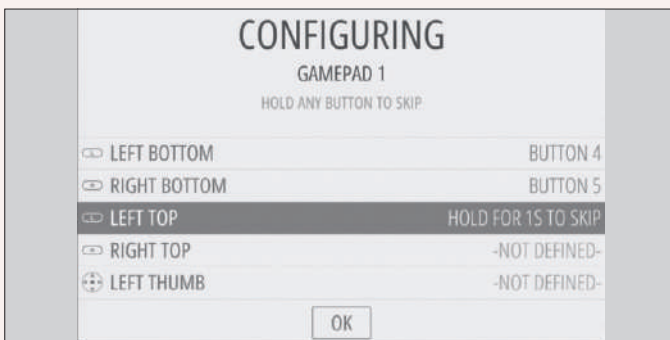 CONFIGURING
GAMEPAD 1
HOLD ANY BUTTON TO SKIP
LEFT BOTTOM BUTTON 4
RIGHT BOTTOM BUTTON 5
LEFT TOP HOLD FOR 1S TO SKIP
RIGHT TOP -NOT DEFINED-
LEFT THUMB -NOT DEFINED-
OK